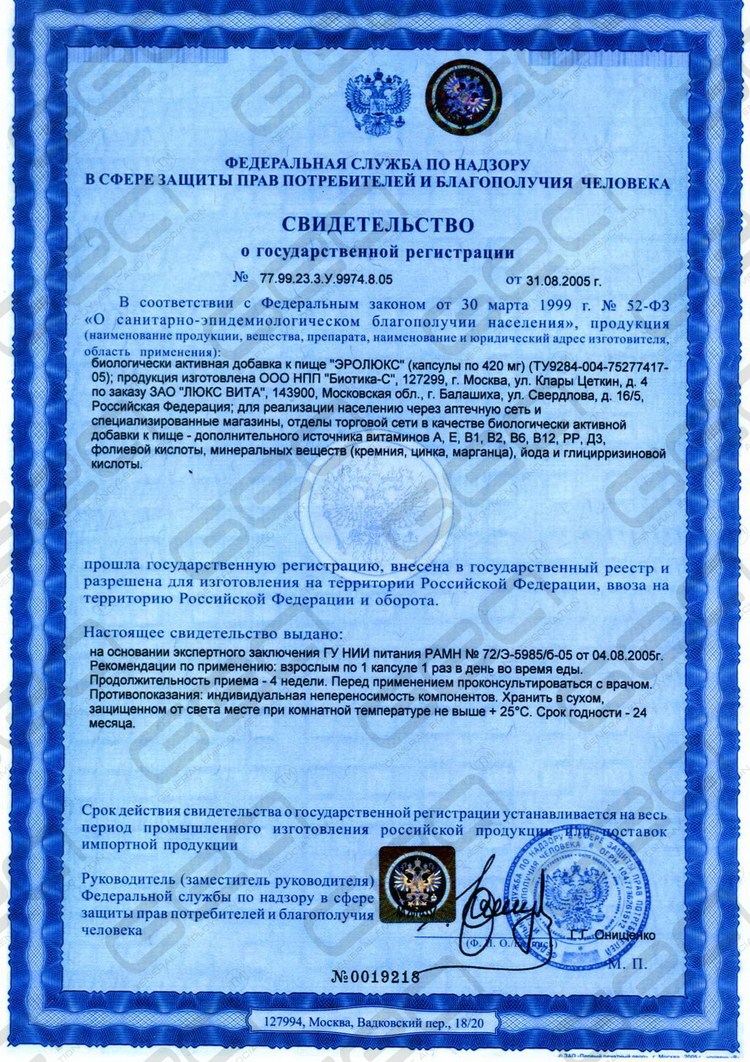 ФЕДЕРАЛЬНАЯ СЛУЖБА ПО НАДЗОРУ
В СФЕРЕ ЗАЩИТЫ ПРАВ ПОТРЕБИТЕЛЕЙ И БЛАГОПОЛУЧИЯ ЧЕЛОВЕКА
СВИДЕТЕЛЬСТВО
о государственной регистрации
№ 77.99.23.3.У.9974.8.05 от 31.08.2005 г.
В соответствии с Федеральным законом от 30 марта 1999 г. № 52-ФЗ
«О санитарно-эпидемиологическом благополучии населения», продукция
(наименование продукции, вещества, препарата, наименование и юридический адрес изготовителя,
область применения):
биологически активная добавка к пище "ЭРОЛЮКС" (капсулы по 420 мг) (ТУ9284-004-75277417-
05); продукция изготовлена ООО НПП "Биотика-С", 127299, г. Москва, ул. Клары Цеткин, д. 4
по заказу ЗАО "ЛЮКС ВИТА", 143900, Московская обл., г. Балашиха, ул. Свердлова, д. 16/5,
Российская Федерация; для реализации населению через аптечную сеть и
специализированные магазины, отделы торговой сети в качестве биологически активной
добавки к пище - дополнительного источника витаминов А, Е, В1, В2, В6, В12, РР, Д3,
фолиевой кислоты, минеральных веществ (кремния, цинка, марганца), йода и глицирризиновой
кислоты.
прошла государственную регистрацию, внесена в государственный реестр и
разрешена для изготовления на территории Российской Федерации, ввоза на
территорию Российской Федерации и оборота.
Настоящее свидетельство выдано:
на основании экспертного заключения ГУ НИИ питания РАМН № 72/Э-5985/б-05 от 04.08.2005г.
Рекомендации по применению: взрослым по 1 капсуле 1 раз в день во время еды.
Продолжительность приема - 4 недели. Перед применением проконсультироваться с врачом.
Противопоказания: индивидуальная непереносимость компонентов. Хранить в сухом,
защищенном от света месте при комнатной температуре не выше + 25°С. Срок годности - 24
месяца.
Срок действия свидетельства о государственной регистрации устанавливается на весь
период промышленного изготовления российской продукции или поставок
импортной продукции
Руководитель (заместитель руководителя)
Федеральной службы по надзору в сфере
защиты прав потребителей и благополучия
человека
Г.Г. Онищенко
(Ф. И. О./подпись)
М. П.
№0019218
127994, Москва, Вадковский пер., 18/20
GECT